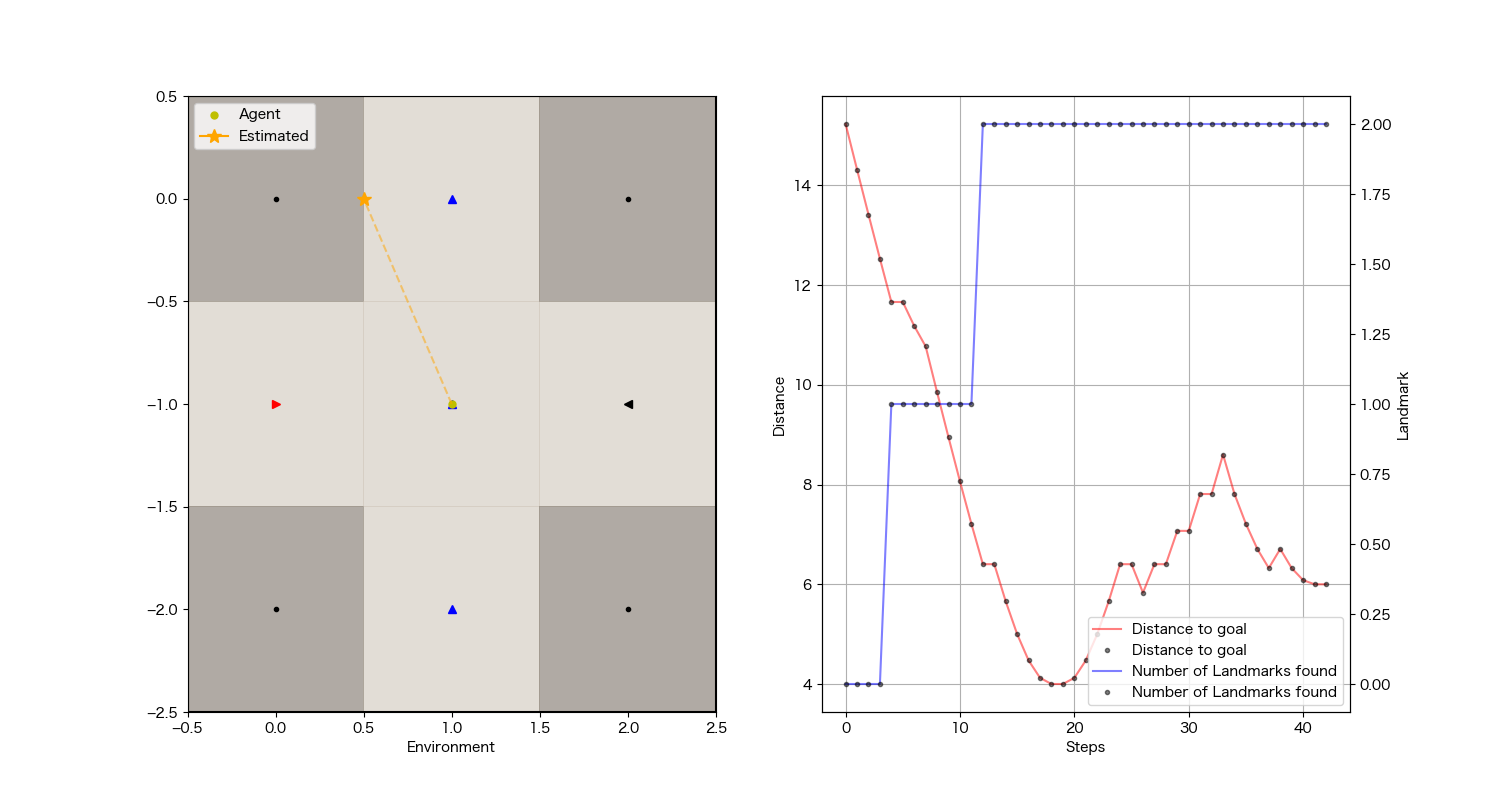 Agent
Estimated
0.5
0.0
−0.5
−1.0
−1.5
−2.0
−2.5
−0.5 0.0 0.5 1.0 1.5 2.0 2.5
Environment
Distance
14
12
10
8
6
4
0 10 20 30 40
Steps
2.00
1.75
1.50
1.25
1.00
0.75
0.50
0.25
0.00
Landmark
Distance to goal
Distance to goal
Number of Landmarks found
Number of Landmarks found